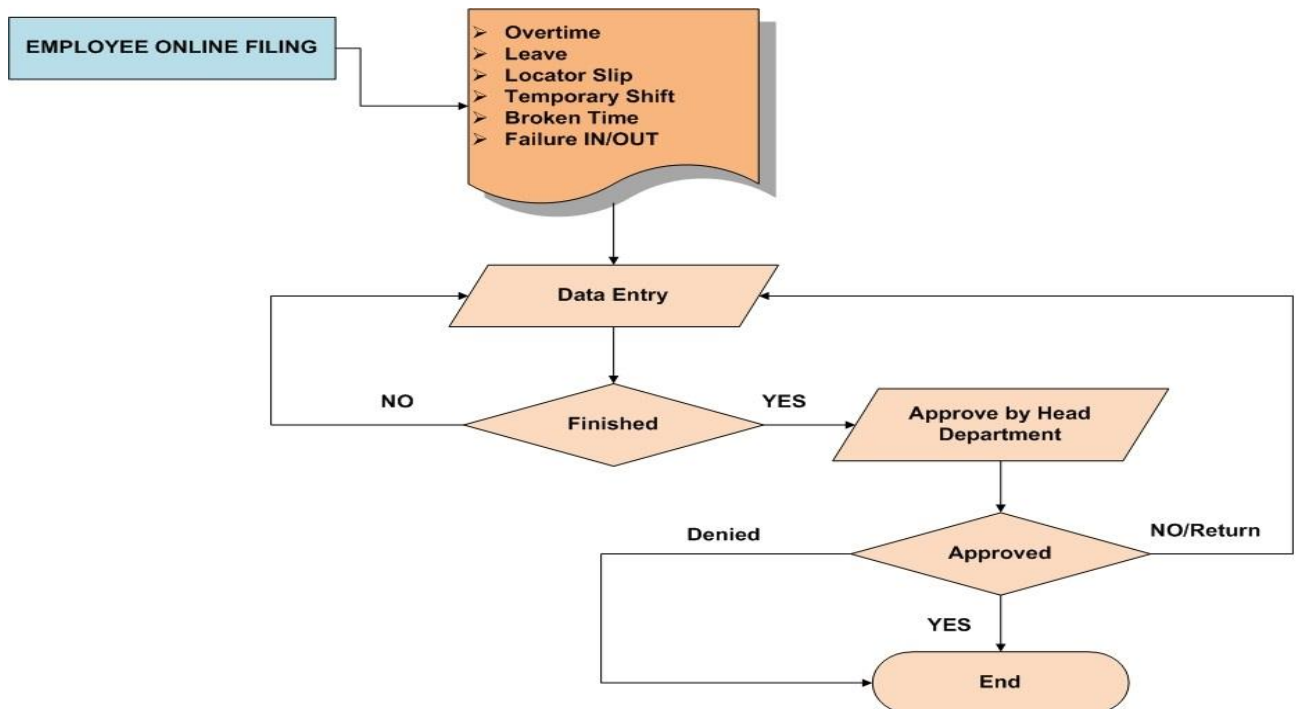 EMPLOYEE ONLINE FILING
➢ Overtime
➢ Leave
➢ Locator Slip
➢ Temporary Shift
➢ Broken Time
➢ Failure IN/OUT
Data Entry
NO
Finished
YES
Approve by Head
Department
Denied
Approved
NO/Return
YES
End